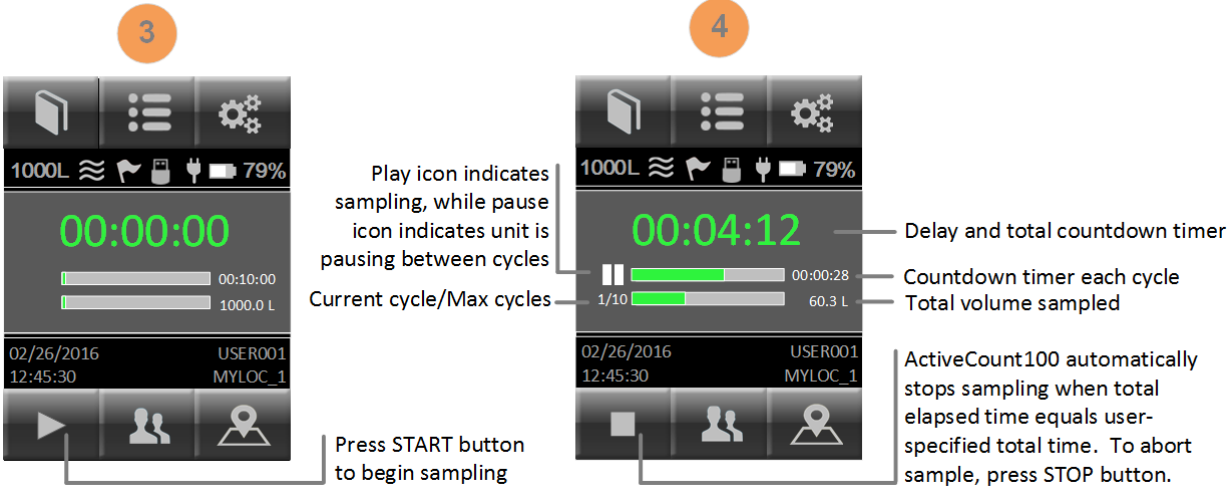 3
1000L 79%
00:00:00
00:10:00
1000.0 L
02/26/2016 USER001
12:45:30 MYLOC_1
Press START button
to begin sampling
4
1000L 79%
00:04:12
00:00:28
1/10 60.3 L
02/26/2016 USER001
12:45:30 MYLOC_1
Play icon indicates
sampling, while pause
icon indicates unit is
pausing between cycles
Current cycle/Max cycles
Delay and total countdown timer
Countdown timer each cycle
Total volume sampled
ActiveCount100 automatically
stops sampling when total
elapsed time equals user-
specified total time.  To abort
sample, press STOP button.